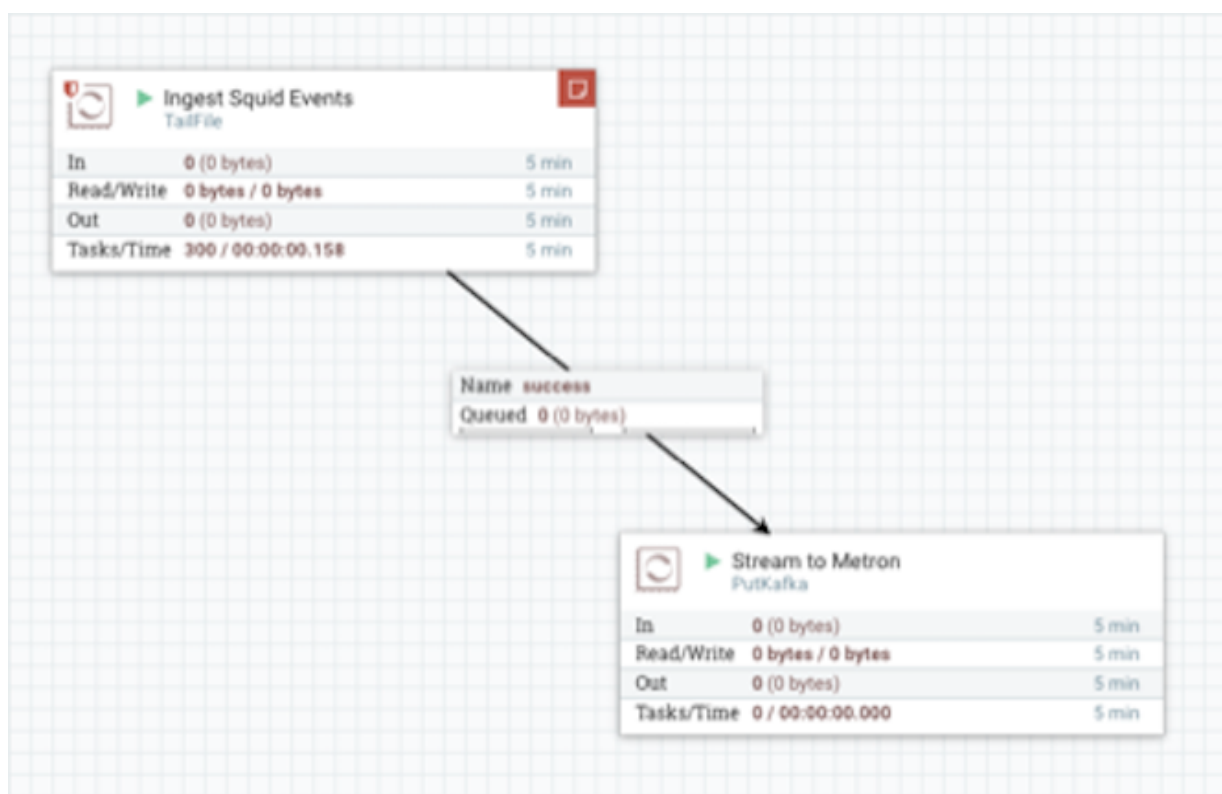 Ingest Squid Events
TailFile
In 0 (0 bytes) 5 min
Read/Write 0 bytes / 0 bytes 5 min
Out 0 (0 bytes) 5 min
Tasks/Time 300 / 00:00:00.158 5 min
Name success
Queued 0 (0 bytes)
Stream to Metron
PutKafka
In 0 (0 bytes) 5 min
Read/Write 0 bytes / 0 bytes 5 min
Out 0 (0 bytes) 5 min
Tasks/Time 0 / 00:00:00.000 5 min